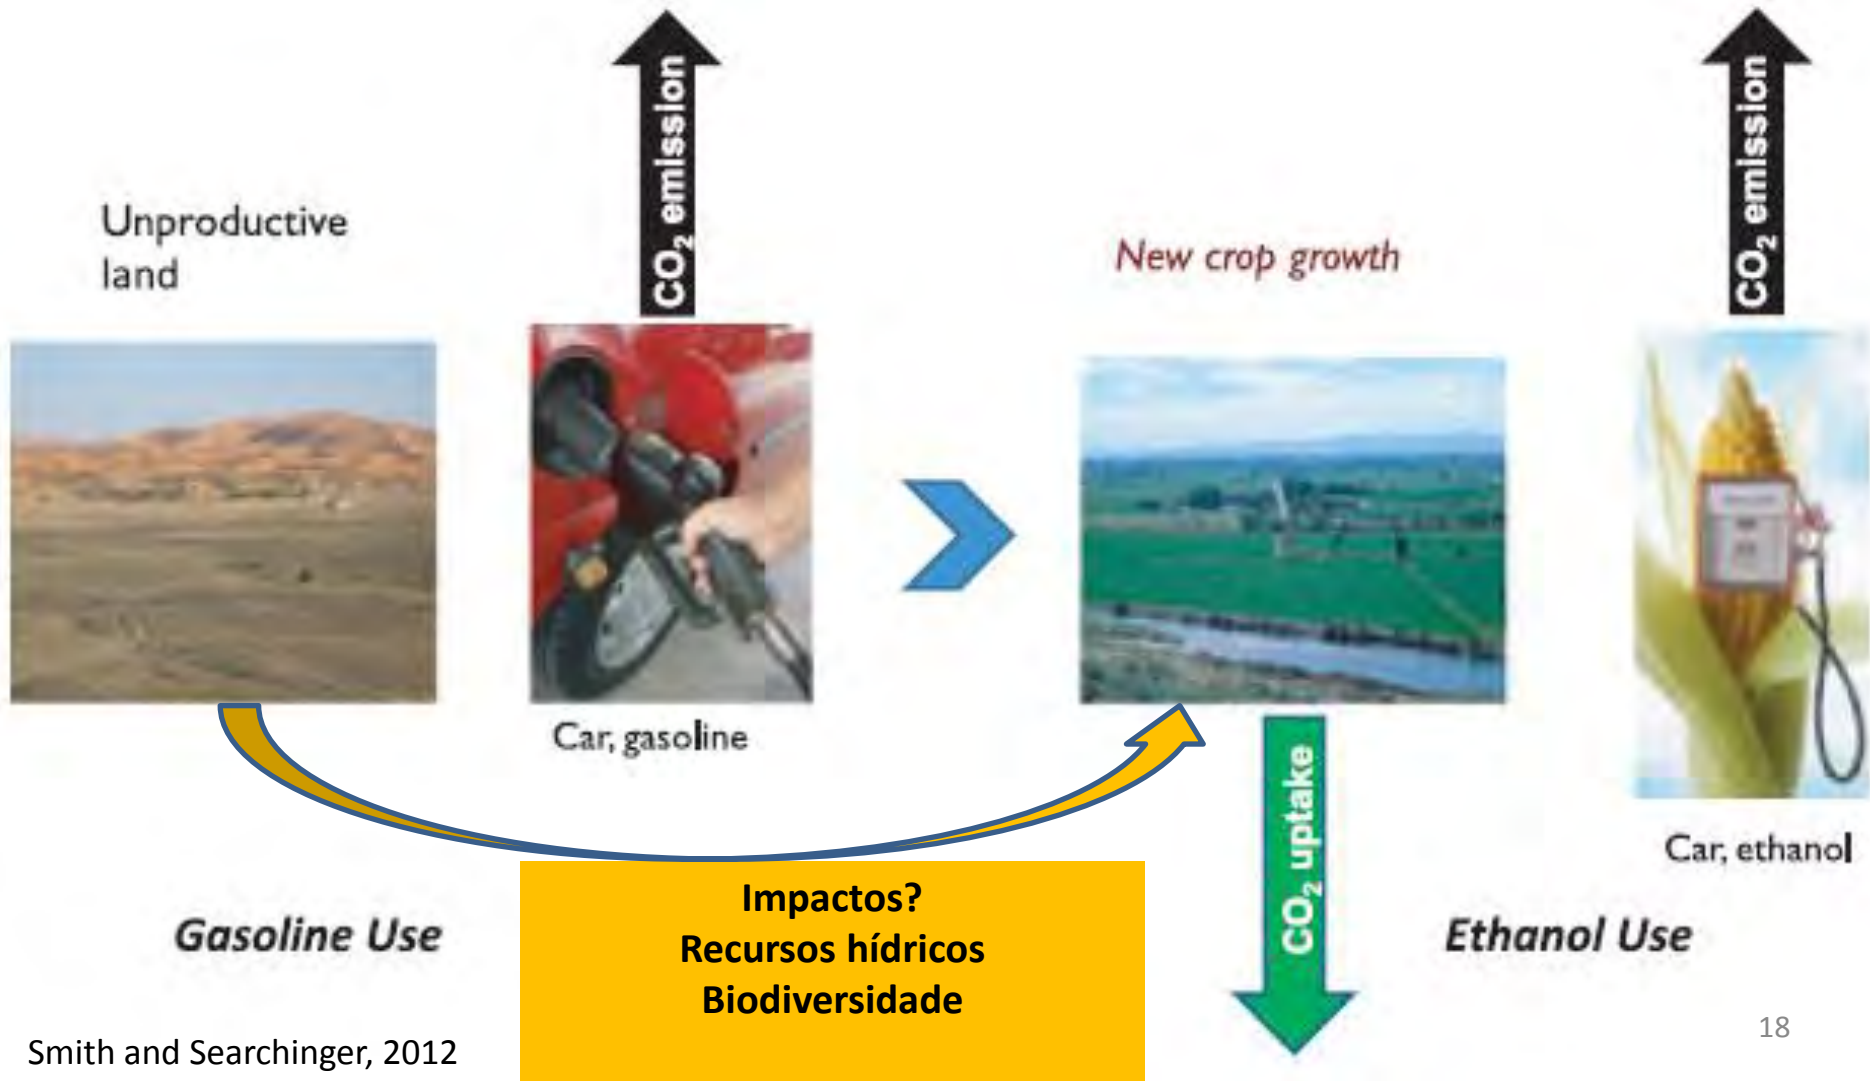 CO₂ emission
CO₂ emission
Unproductive
land
New crop growth
Car, gasoline
CO₂ uptake
Car, ethanol
Gasoline Use
Impactos?
Recursos hídricos
Biodiversidade
Ethanol Use
Smith and Searchinger, 2012
18